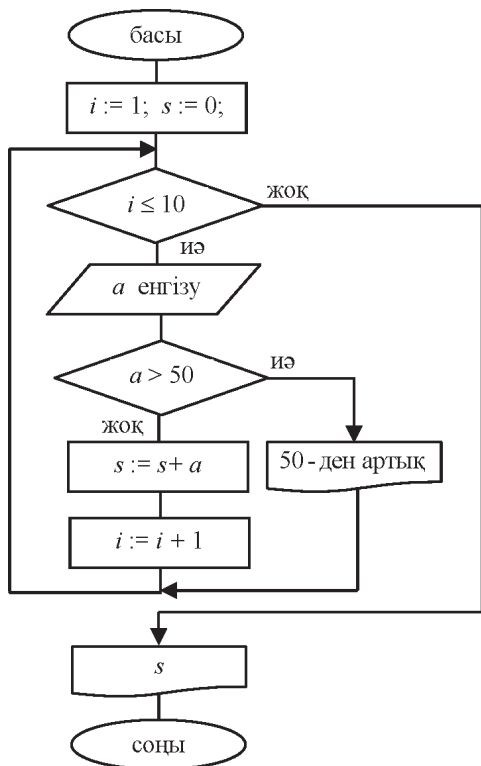 басы
i := 1; s := 0;
i ≤ 10
жоқ
иә
a енгізу
a > 50
иә
жоқ
s := s+ a
50 - ден артық
i := i + 1
s
соңы